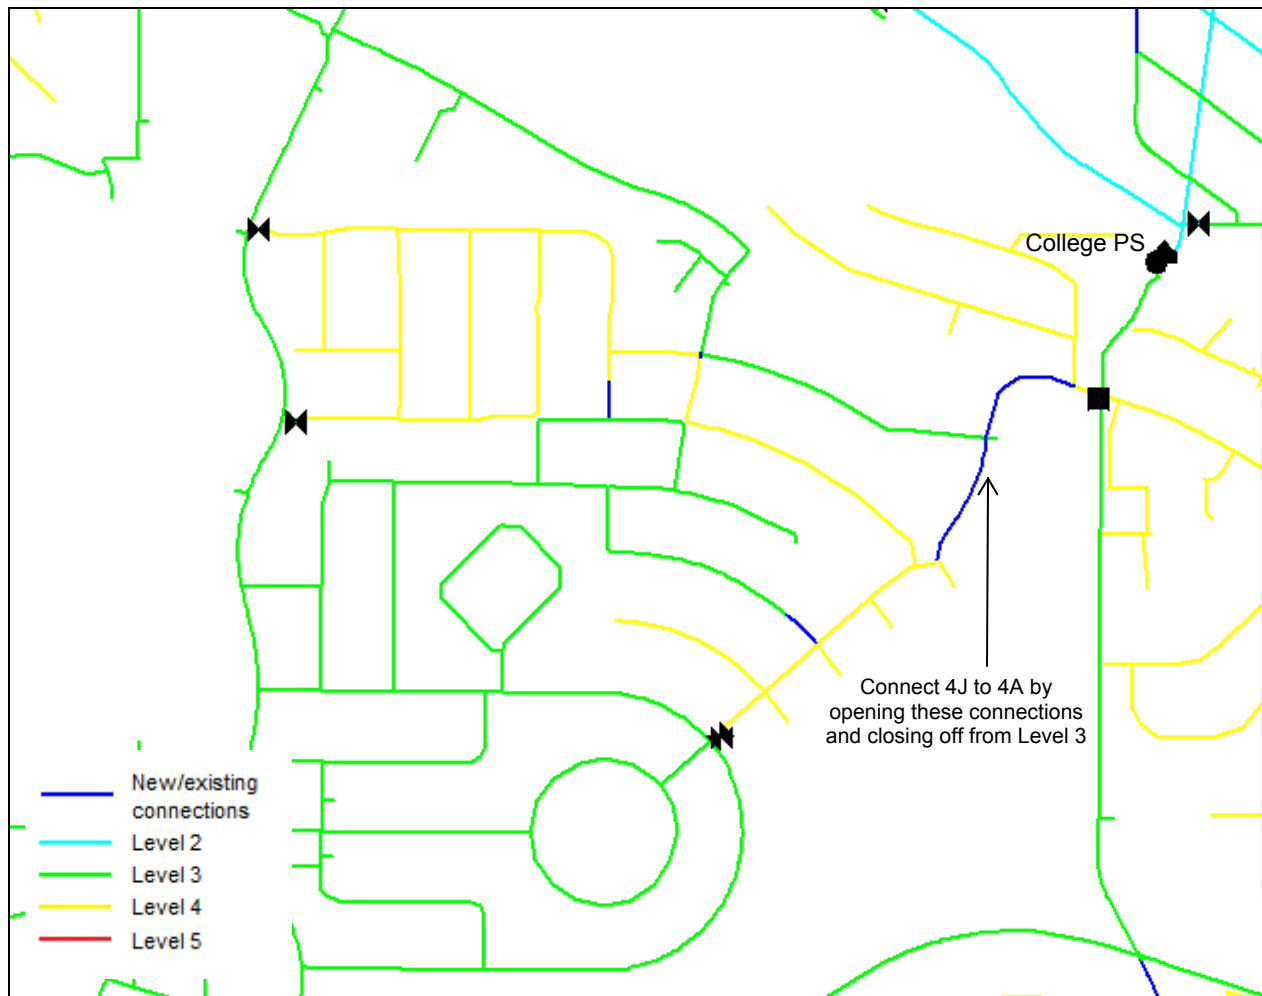 College PS
Connect 4J to 4A by
opening these connections
and closing off from Level 3
New/existing
connections
Level 2
Level 3
Level 4
Level 5